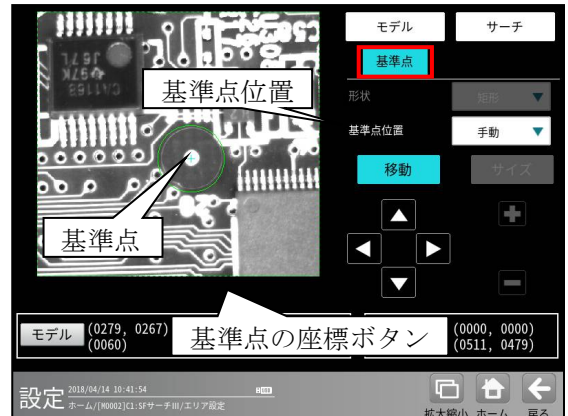 モデル
サーチ
基準点
形状
矩形
基準点位置
手動
移動
サイズ
基準点位置
基準点
基準点の座標ボタン
モデル
(0279, 0267)
(0060)
(0000, 0000)
(0511, 0479)
設定
2018/04/14 10:41:54
ホーム/[M0002]C1:SFサーチIII/エリア設定
拡大縮小
ホーム
戻る